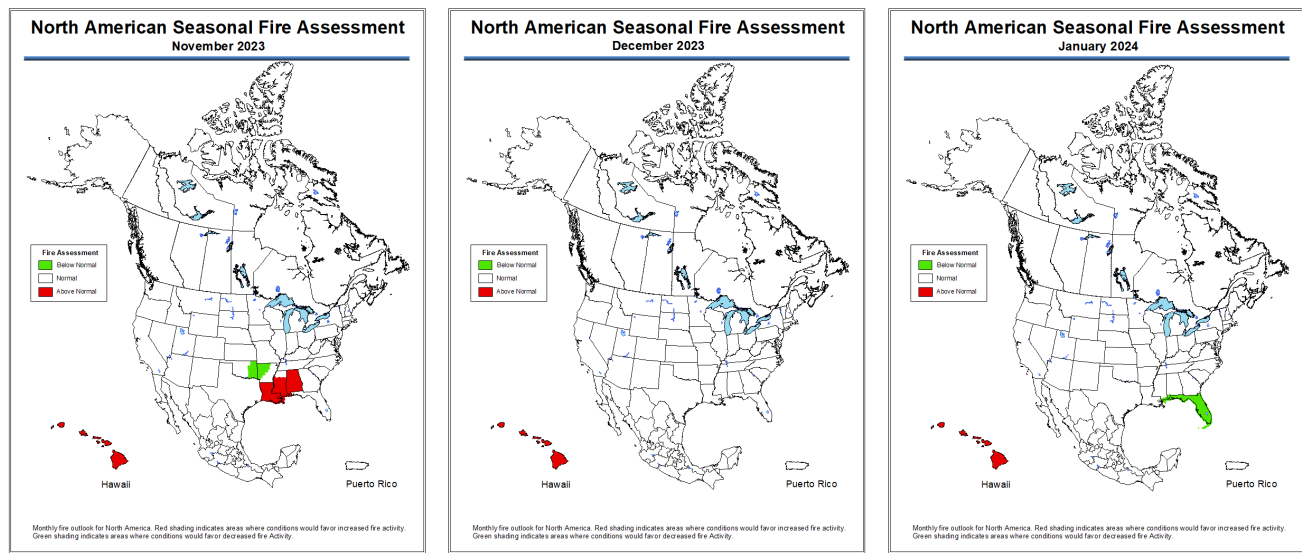 North American Seasonal Fire Assessment
November 2023
Fire Assessment
Below Normal
Normal
Above Normal
Hawaii
Puerto Rico
Monthly fire outlook for North America. Red shading indicates areas where conditions would favor increased fire activity.
Green shading indicates areas where conditions would favor decreased fire Activity.
North American Seasonal Fire Assessment
December 2023
Fire Assessment
Below Normal
Normal
Above Normal
Hawaii
Puerto Rico
Monthly fire outlook for North America. Red shading indicates areas where conditions would favor increased fire activity.
Green shading indicates areas where conditions would favor decreased fire Activity.
North American Seasonal Fire Assessment
January 2024
Fire Assessment
Below Normal
Normal
Above Normal
Hawaii
Puerto Rico
Monthly fire outlook for North America. Red shading indicates areas where conditions would favor increased fire activity.
Green shading indicates areas where conditions would favor decreased fire Activity.